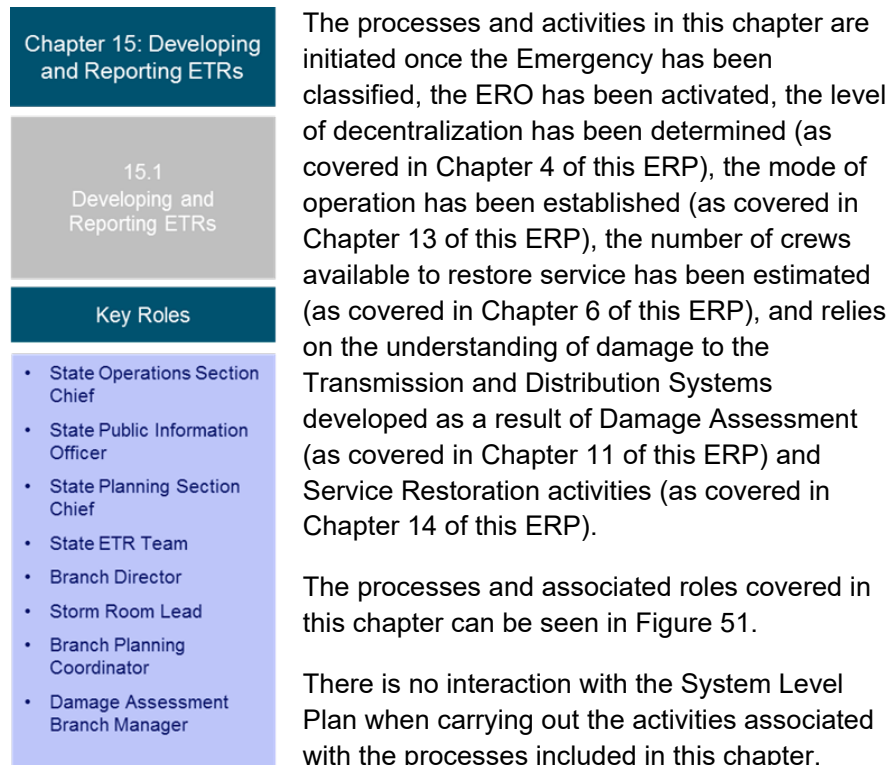 Chapter 15: Developing
and Reporting ETRs
15.1
Developing and
Reporting ETRs
Key Roles
• State Operations Section
Chief
• State Public Information
Officer
• State Planning Section
Chief
• State ETR Team
• Branch Director
• Storm Room Lead
• Branch Planning
Coordinator
• Damage Assessment
Branch Manager
The processes and activities in this chapter are
initiated once the Emergency has been
classified, the ERO has been activated, the level
of decentralization has been determined (as
covered in Chapter 4 of this ERP), the mode of
operation has been established (as covered in
Chapter 13 of this ERP), the number of crews
available to restore service has been estimated
(as covered in Chapter 6 of this ERP), and relies
on the understanding of damage to the
Transmission and Distribution Systems
developed as a result of Damage Assessment
(as covered in Chapter 11 of this ERP) and
Service Restoration activities (as covered in
Chapter 14 of this ERP).
The processes and associated roles covered in
this chapter can be seen in Figure 51.
There is no interaction with the System Level
Plan when carrying out the activities associated
with the processes included in this chapter.